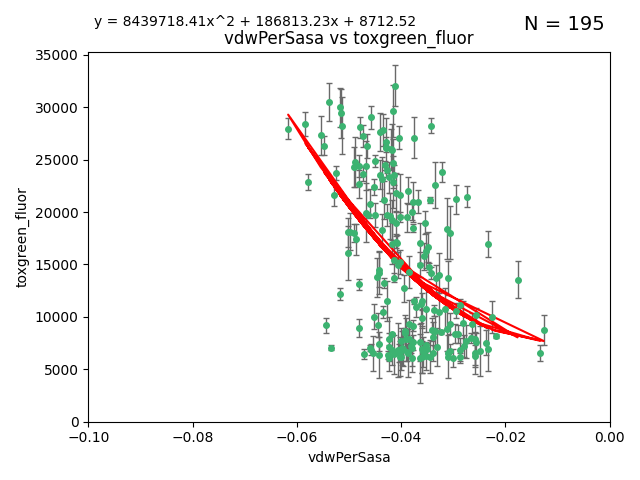 y = 8439718.41x^2 + 186813.23x + 8712.52
N = 195
vdwPerSasa vs toxgreen_fluor
35000
30000
25000
20000
15000
10000
5000
0
toxgreen_fluor
−0.10
−0.08
−0.06
−0.04
−0.02
0.00
vdwPerSasa